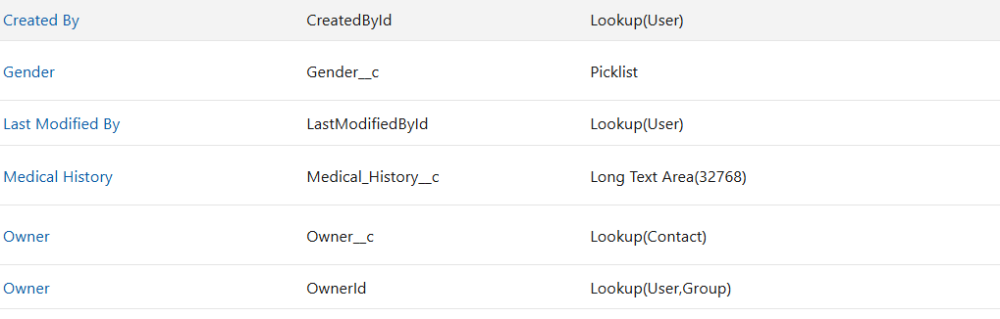 Created By CreatedById Lookup(User)
Gender Gender__c Picklist
Last Modified By LastModifiedById Lookup(User)
Medical History Medical_History__c Long Text Area(32768)
Owner Owner__c Lookup(Contact)
Owner OwnerId Lookup(User,Group)